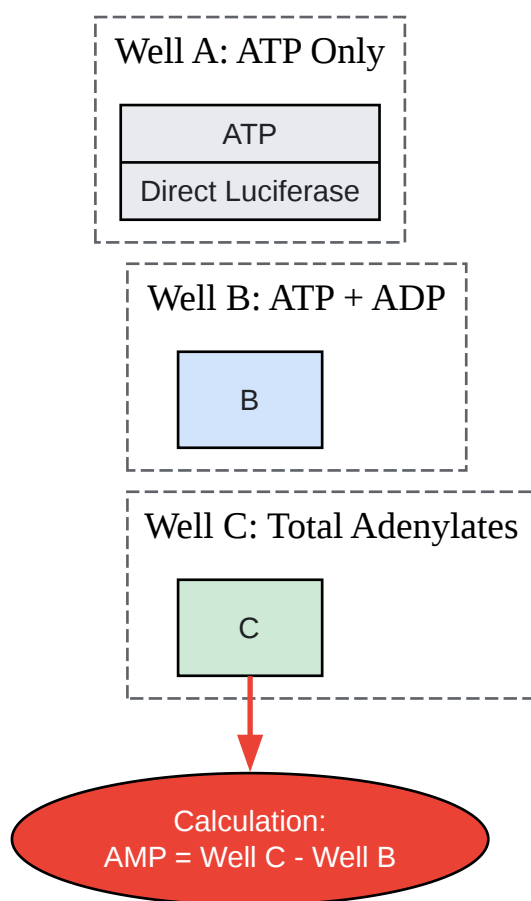 Well A: ATP Only
ATP
Direct Luciferase
Well B: ATP + ADP
B
Well C: Total Adenylates
C
Calculation:
AMP = Well C - Well B